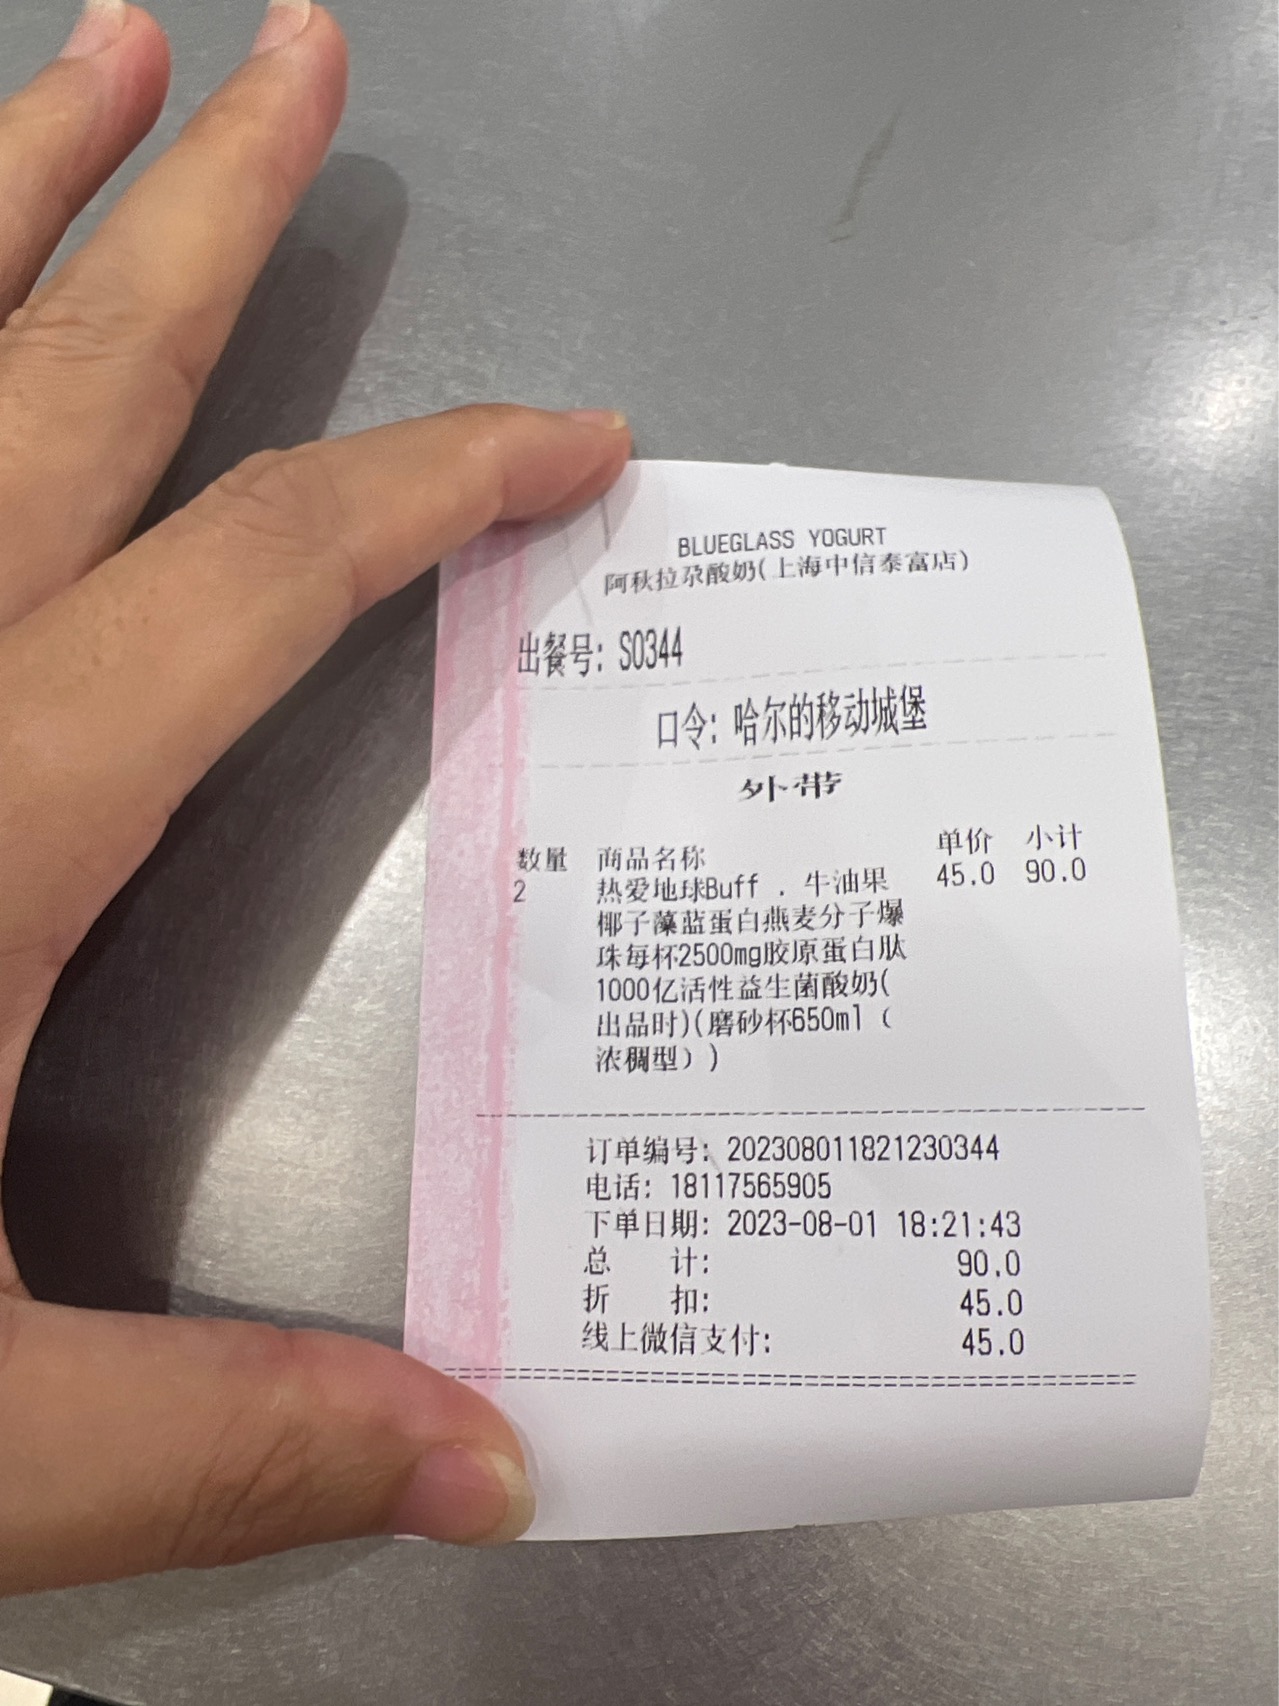 BLUEGLASS YOGURT
阿秋拉尕酸奶(上海中信泰富店)
出餐号: S0344
口令: 哈尔的移动城堡
外带
数量 商品名称 单价 小计
2 热爱地球Buff . 牛油果 45.0 90.0
椰子藻蓝蛋白燕麦分子爆
珠每杯2500mg胶原蛋白肽
1000亿活性益生菌酸奶(
出品时)(磨砂杯650ml (
浓稠型))
订单编号: 202308011821230344
电话: 18117565905
下单日期: 2023-08-01 18:21:43
总 计: 90.0
折 扣: 45.0
线上微信支付: 45.0